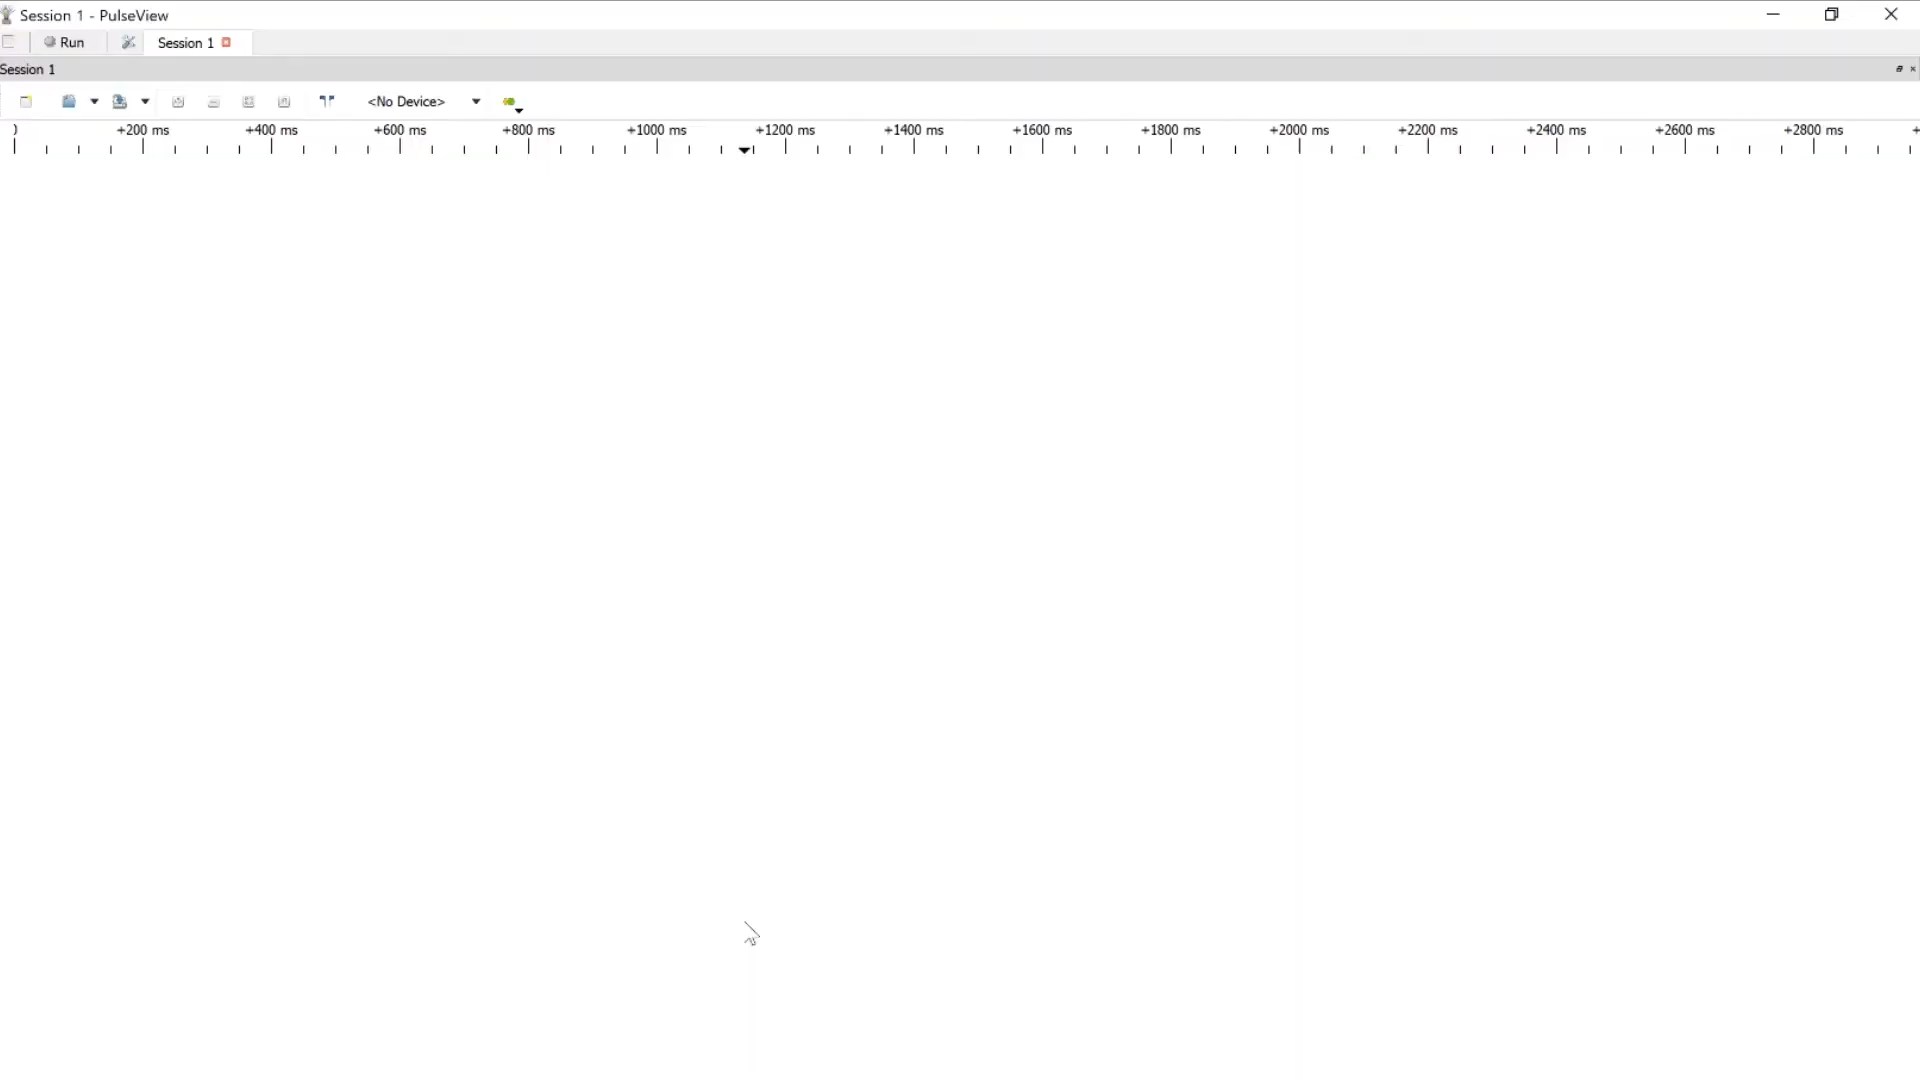 Session 1 - PulseView
Run
Session 1
Session 1
<No Device>
+200 ms +400 ms +600 ms +800 ms +1000 ms +1200 ms +1400 ms +1600 ms +1800 ms +2000 ms +2200 ms +2400 ms +2600 ms +2800 ms +